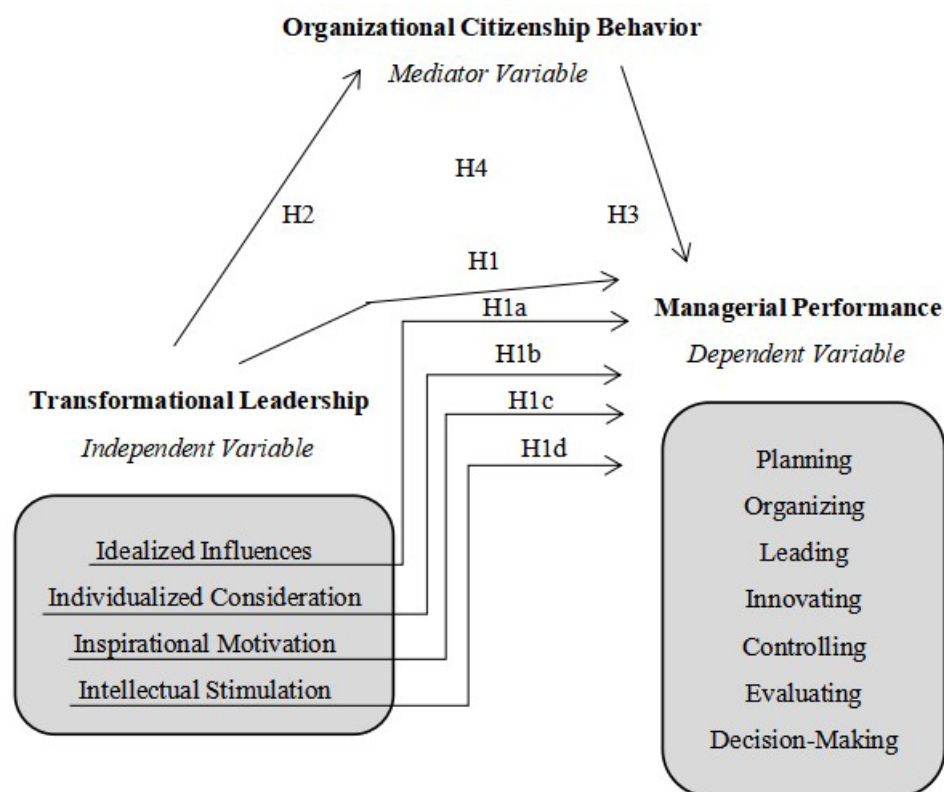 Organizational Citizenship Behavior
Mediator Variable
H4
H2
H3
H1
H1a
H1b
H1c
H1d
Transformational Leadership
Independent Variable
Idealized Influences
Individualized Consideration
Inspirational Motivation
Intellectual Stimulation
Managerial Performance
Dependent Variable
Planning
Organizing
Leading
Innovating
Controlling
Evaluating
Decision-Making